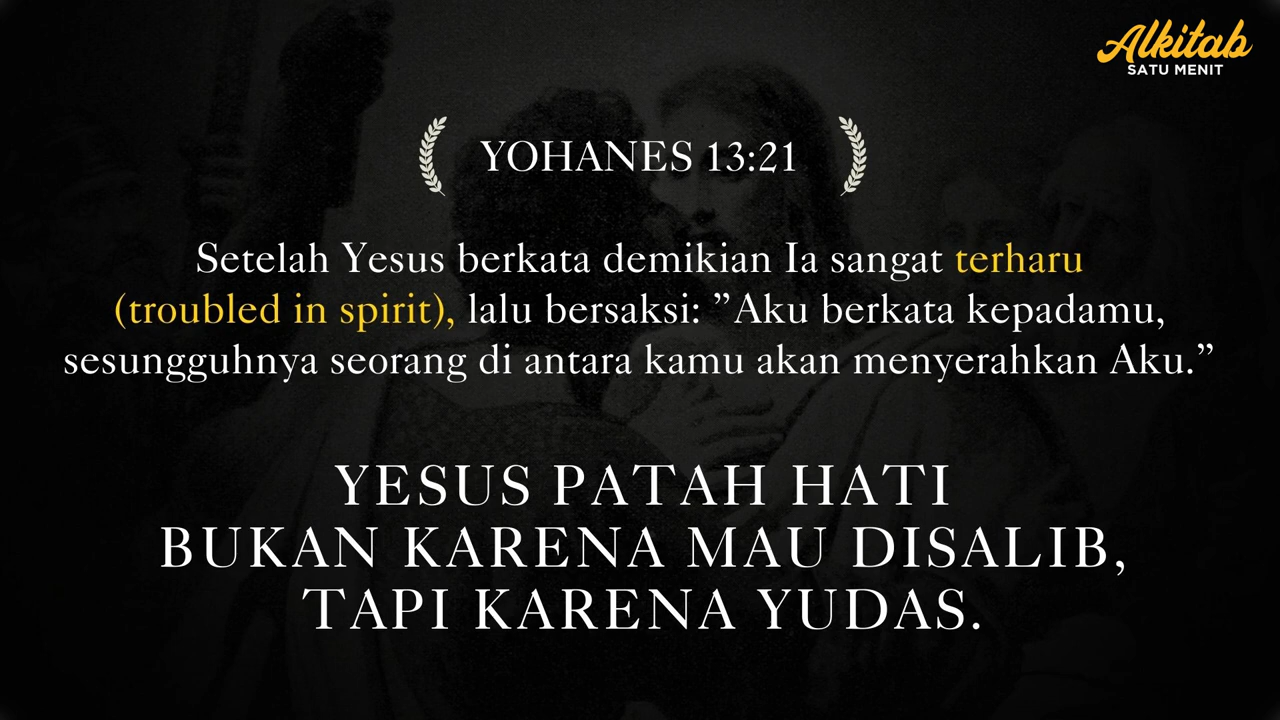 Alkitab
SATU MENIT
YOHANES 13:21
Setelah Yesus berkata demikian Ia sangat terharu
(troubled in spirit), lalu bersaksi: ”Aku berkata kepadamu,
sesungguhnya seorang di antara kamu akan menyerahkan Aku.”
YESUS PATAH HATI
BUKAN KARENA MAU DISALIB,
TAPI KARENA YUDAS.